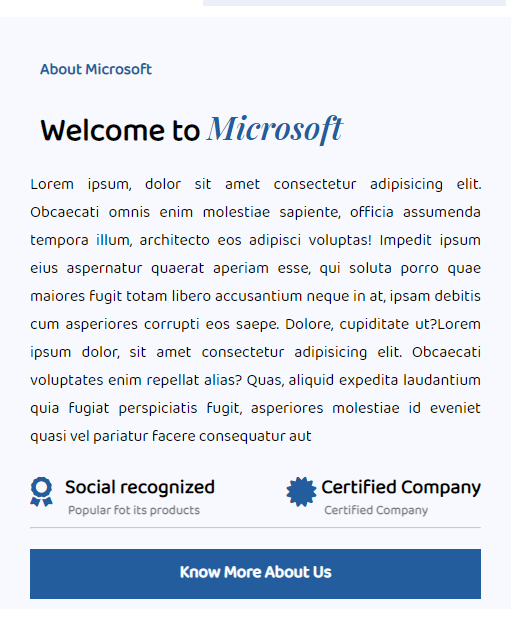 About Microsoft
Welcome to Microsoft
Lorem ipsum, dolor sit amet consectetur adipisicing elit.
Obcaecati omnis enim molestiae sapiente, officia assumenda
tempora illum, architecto eos adipisci voluptas! Impedit ipsum
eius aspernatur quaerat aperiam esse, qui soluta porro quae
maiores fugit totam libero accusantium neque in at, ipsam debitis
cum asperiores corrupti eos saepe. Dolore, cupiditate ut?Lorem
ipsum dolor, sit amet consectetur adipisicing elit. Obcaecati
voluptates enim repellat alias? Quas, aliquid expedita laudantium
quia fugiat perspiciatis fugit, asperiores molestiae id eveniet
quasi vel pariatur facere consequatur aut
Social recognized
Popular fot its products
Certified Company
Certified Company
Know More About Us